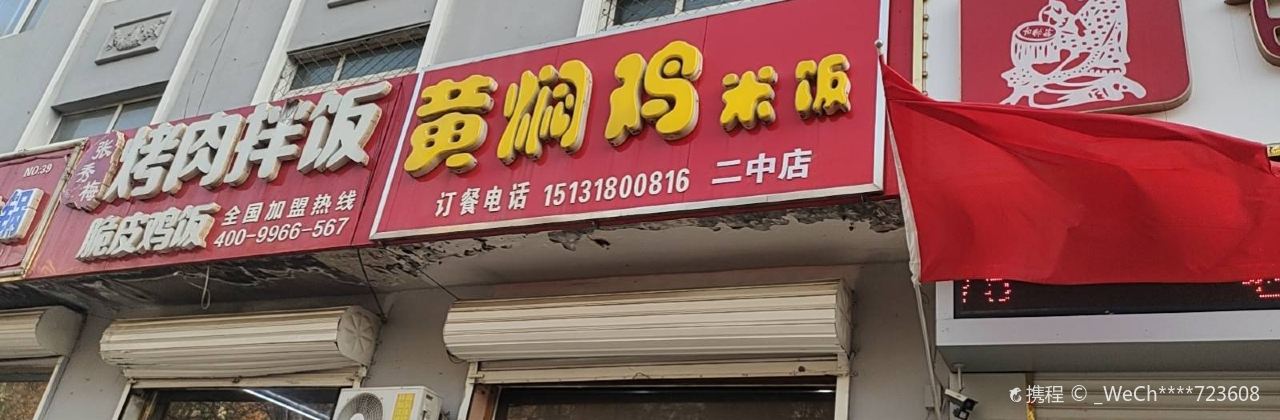 NO:39
张秀梅
烤肉拌饭
脆皮鸡饭
全国加盟热线
400-9966-567
黄焖鸡米饭
订餐电话 15131800816 二中店
携程 © _WeCh****723608